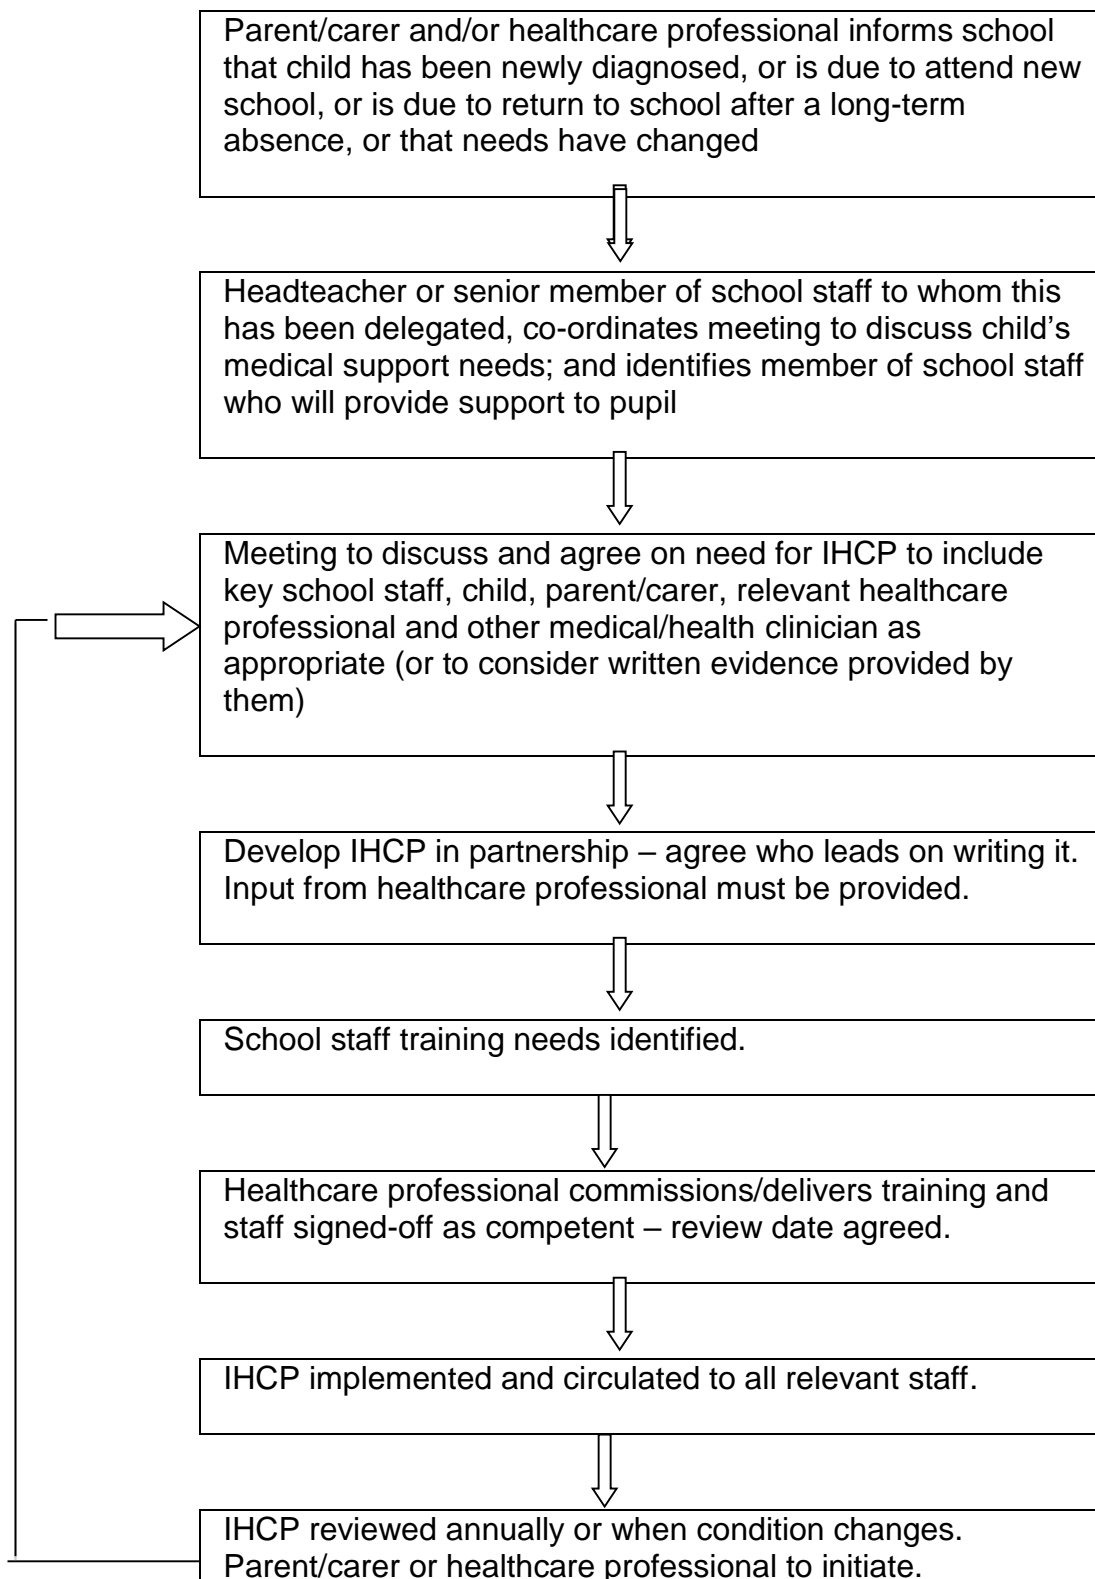 Parent/carer and/or healthcare professional informs school
that child has been newly diagnosed, or is due to attend new
school, or is due to return to school after a long-term
absence, or that needs have changed
Headteacher or senior member of school staff to whom this
has been delegated, co-ordinates meeting to discuss child’s
medical support needs; and identifies member of school staff
who will provide support to pupil
Meeting to discuss and agree on need for IHCP to include
key school staff, child, parent/carer, relevant healthcare
professional and other medical/health clinician as
appropriate (or to consider written evidence provided by
them)
Develop IHCP in partnership – agree who leads on writing it.
Input from healthcare professional must be provided.
School staff training needs identified.
Healthcare professional commissions/delivers training and
staff signed-off as competent – review date agreed.
IHCP implemented and circulated to all relevant staff.
IHCP reviewed annually or when condition changes.
Parent/carer or healthcare professional to initiate.